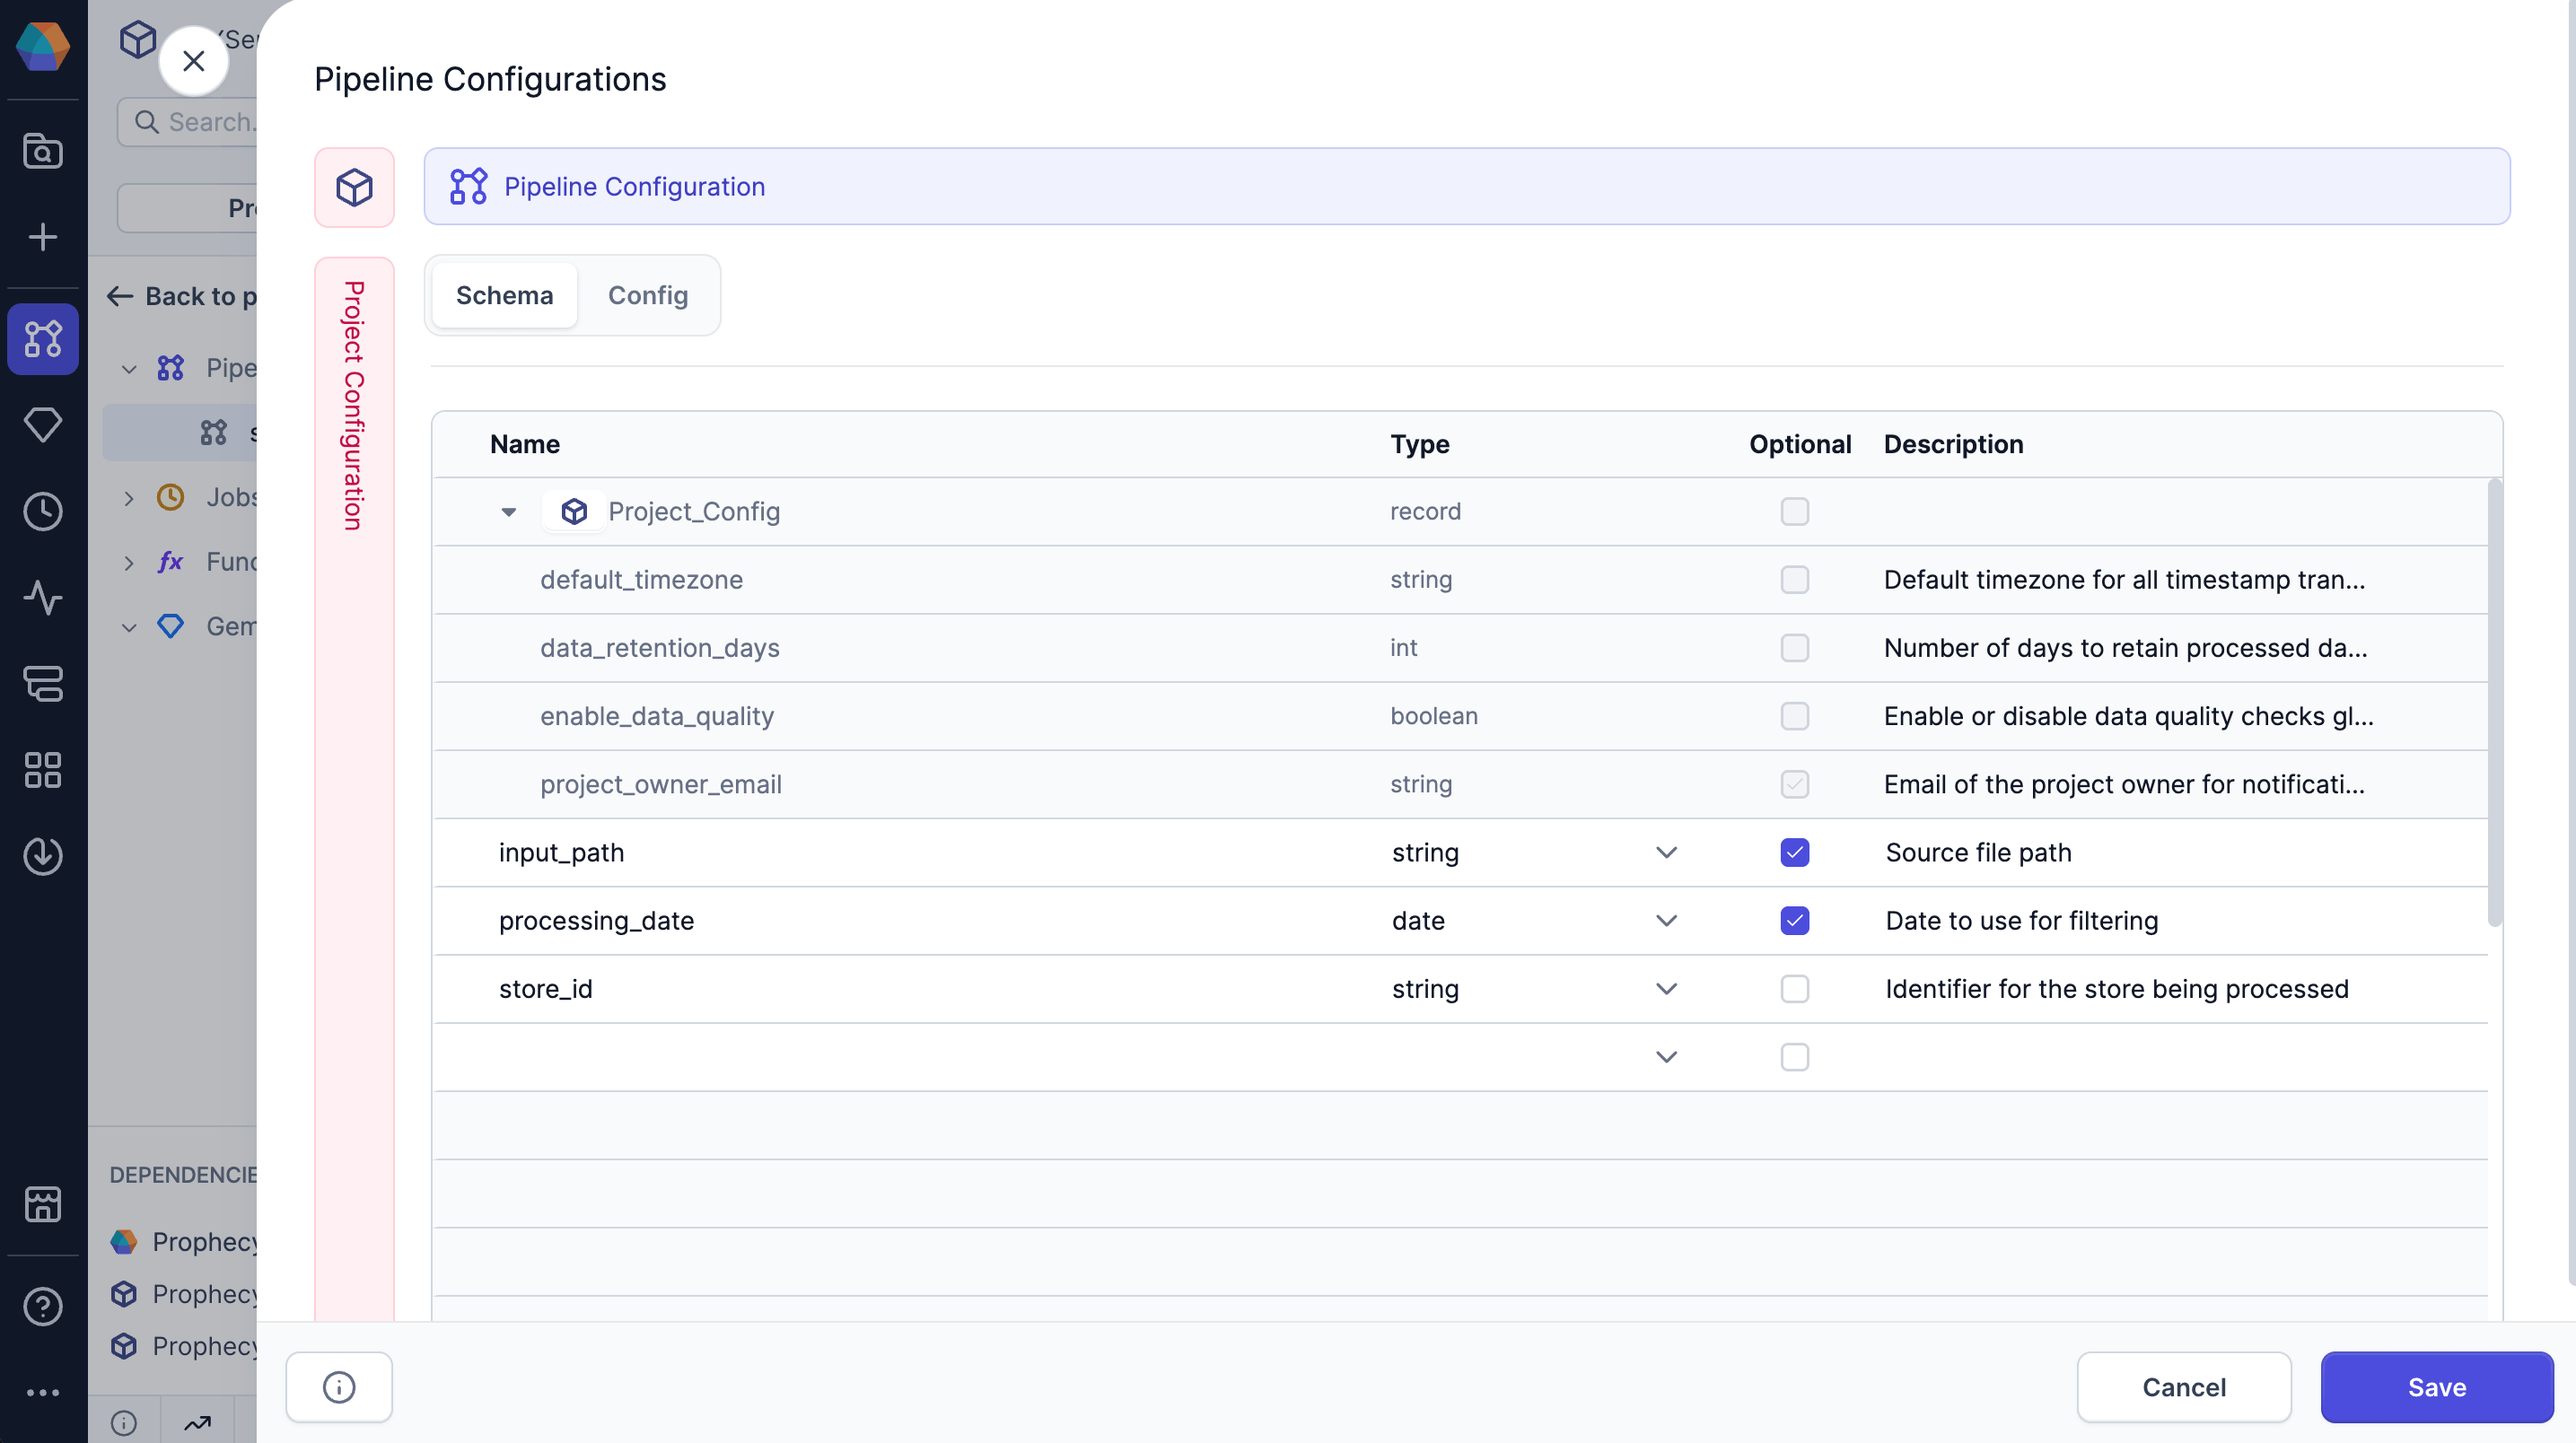 Pipeline Configurations
Search.
Pipeline Configuration
Project Configuration
Schema
Config
Back to p
Name
Type
Optional
Description
Project_Config
record
default_timezone
string
Default timezone for all timestamp tran...
data_retention_days
int
Number of days to retain processed da...
enable_data_quality
boolean
Enable or disable data quality checks gl...
project_owner_email
string
Email of the project owner for notificati...
input_path
string
Source file path
processing_date
date
Date to use for filtering
store_id
string
Identifier for the store being processed
Pipe
Jobs
fx
Func
Gem
DEPENDENCIE
Prophecy
Prophecy
Prophecy
Cancel
Save